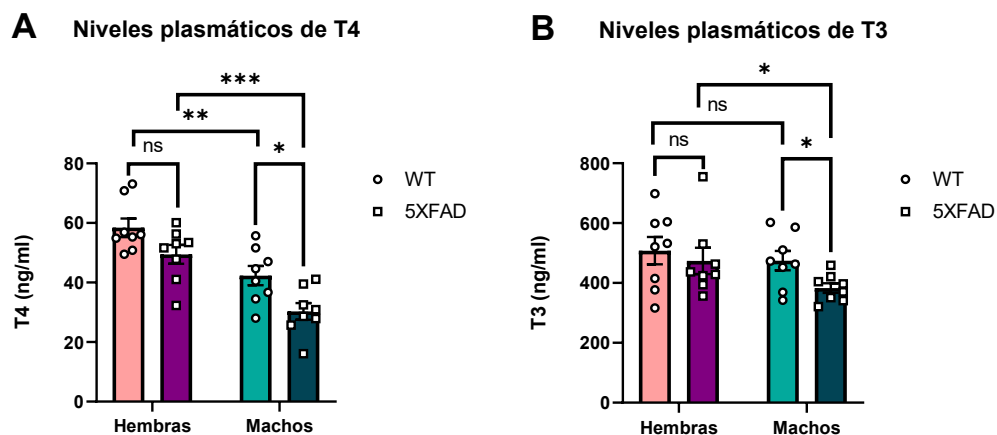 A
Niveles plasmáticos de T4
***
**
ns
*
80
60
40
20
0
T4 (ng/ml)
Hembras
Machos
WT
5XFAD
B
Niveles plasmáticos de T3
*
ns
ns
*
800
600
400
200
0
T3 (ng/ml)
Hembras
Machos
WT
5XFAD